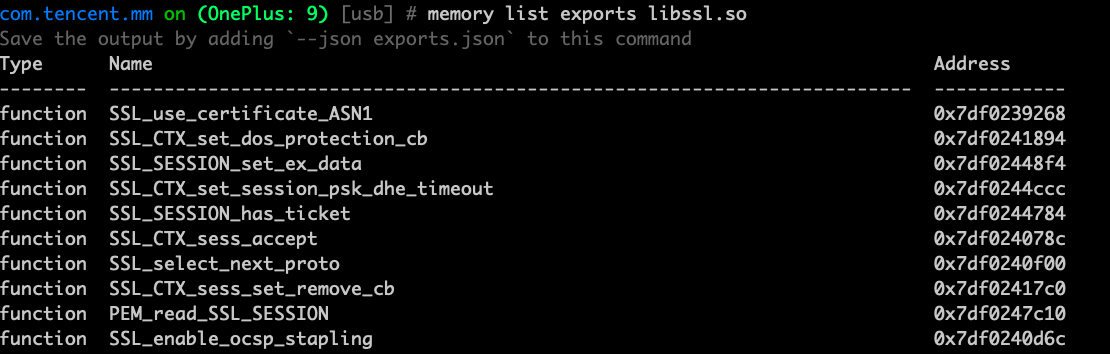 com.tencent.mm on (OnePlus: 9) [usb] # memory list exports libssl.so
Save the output by adding `--json exports.json` to this command
Type Name Address
-------- ------------------------------------------------------------------------- ------------
function SSL_use_certificate_ASN1 0x7df0239268
function SSL_CTX_set_dos_protection_cb 0x7df0241894
function SSL_SESSION_set_ex_data 0x7df02448f4
function SSL_CTX_set_session_psk_dhe_timeout 0x7df0244ccc
function SSL_SESSION_has_ticket 0x7df0244784
function SSL_CTX_sess_accept 0x7df024078c
function SSL_select_next_proto 0x7df0240f00
function SSL_CTX_sess_set_remove_cb 0x7df02417c0
function PEM_read_SSL_SESSION 0x7df0247c10
function SSL_enable_ocsp_stapling 0x7df0240d6c